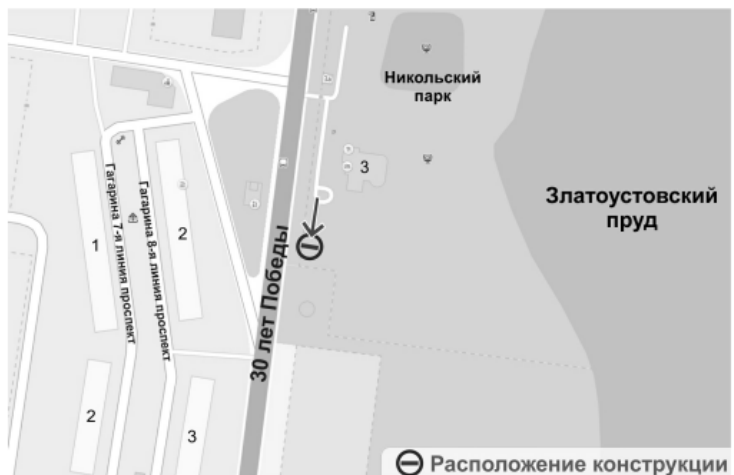 Никольский
парк
3
Златоустовский
пруд
1
2
Гагарина 7-я линия проспект
Гагарина 8-я линия проспект
30 лет Победы
2
3
Расположение конструкции